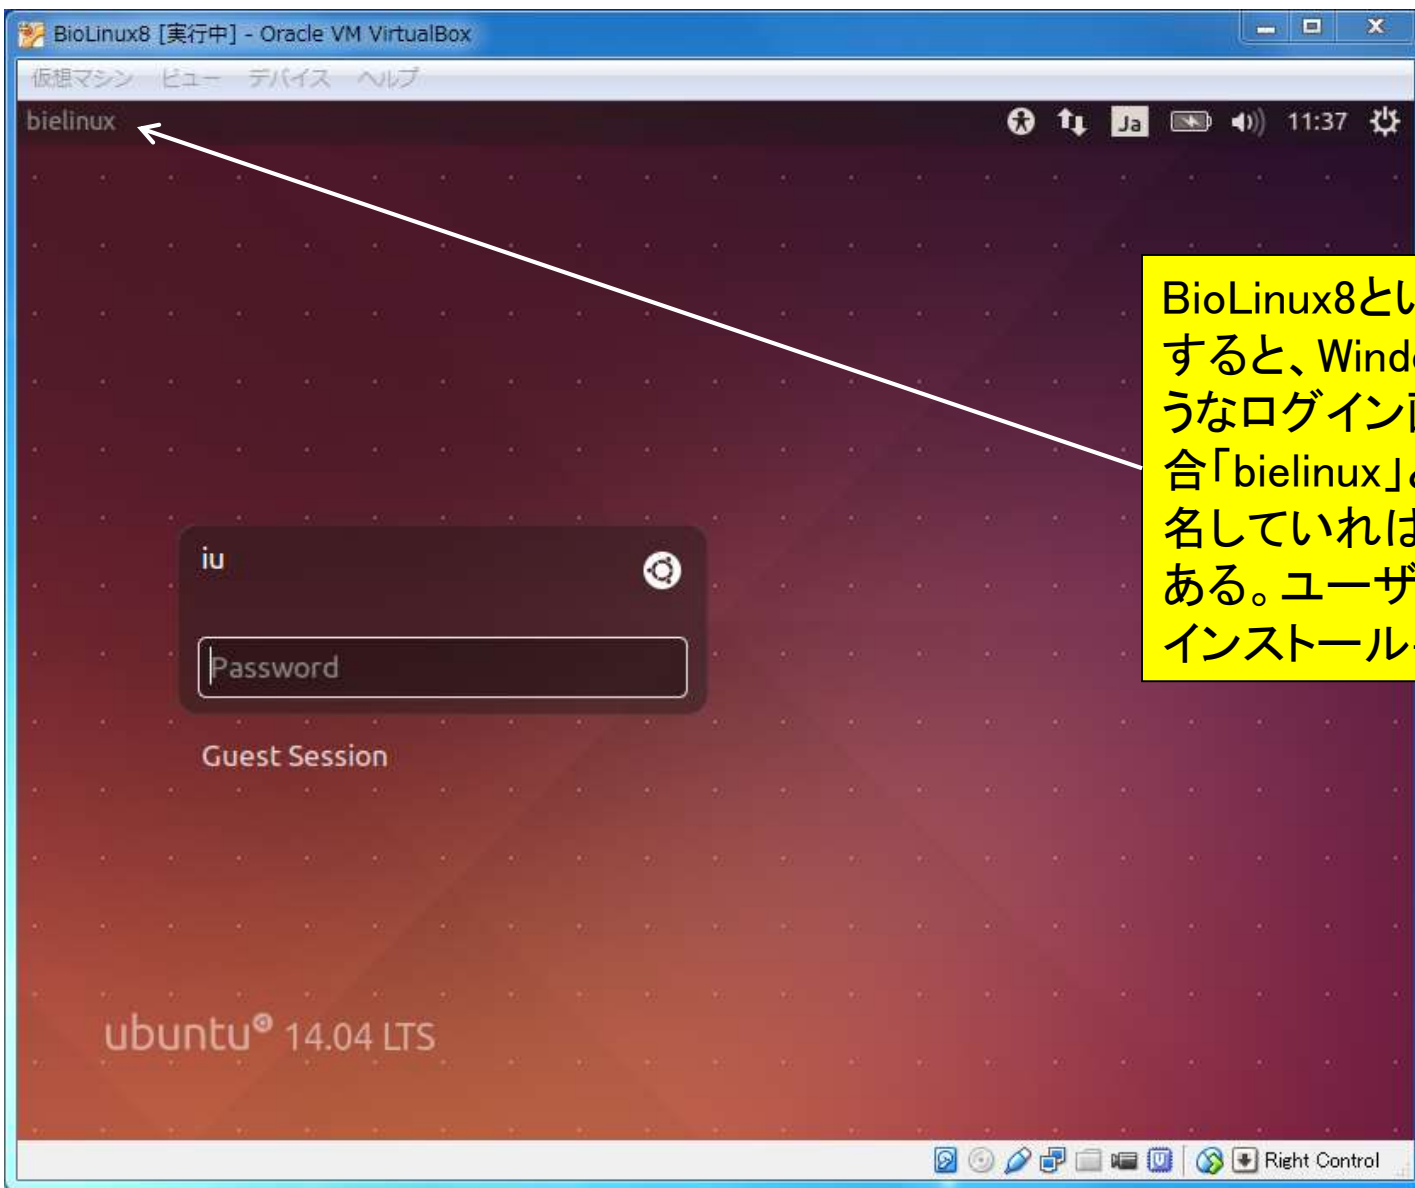 BioLinux8 [実行中] - Oracle VM VirtualBox
仮想マシン ビュー デバイス ヘルプ
bielinux
Ja
11:37
BioLinux8とい
すると、Wind
うなログイン
合「bielinux」
名していれは
ある。ユーザ
インストール
iu
Password
Guest Session
ubuntu 14.04 LTS
Right Control